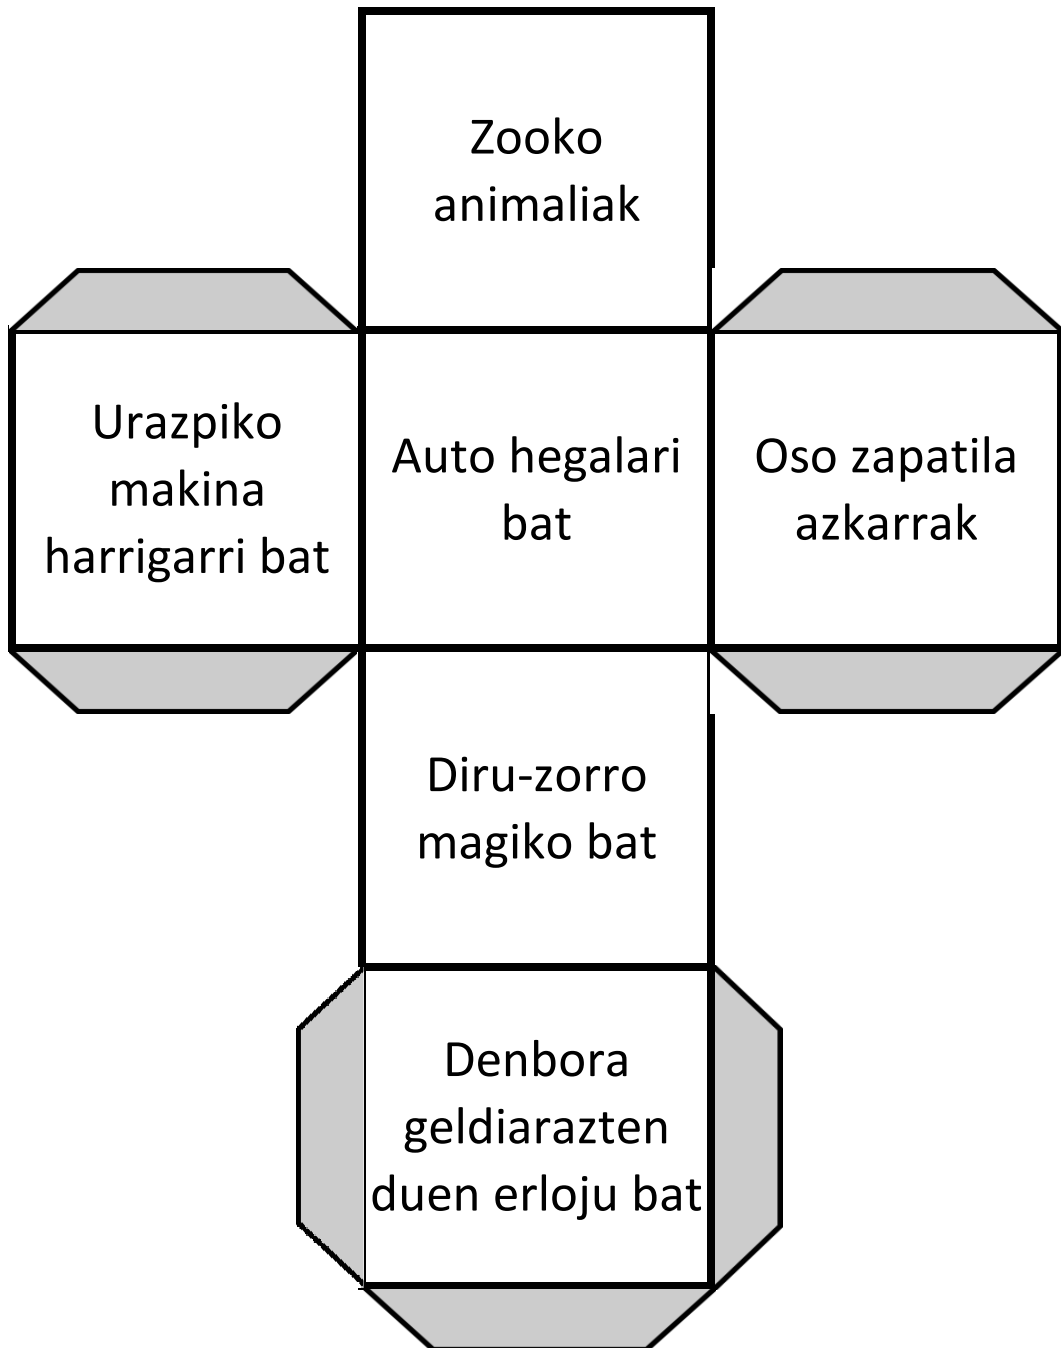 Zooko
animaliak
Urazpiko
makina
harrigarri bat
Auto hegalari
bat
Oso zapatila
azkarrak
Diru-zorro
magiko bat
Denbora
geldiarazten
duen erloju bat